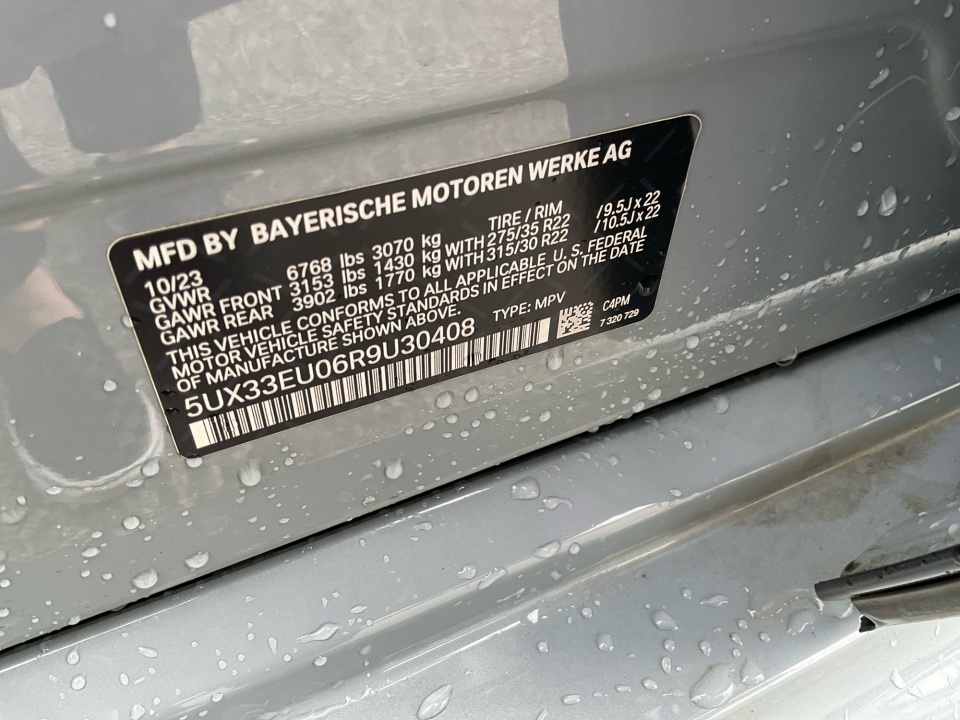 MFD BY BAYERISCHE MOTOREN WERKE AG
10/23 TIRE / RIM
GVWR 6768 lbs 3070 kg
GAWR FRONT 3153 lbs 1430 kg WITH 275/35 R22 /9.5J x 22
GAWR REAR 3902 lbs 1770 kg WITH 315/30 R22 /10.5J x 22
THIS VEHICLE CONFORMS TO ALL APPLICABLE U. S. FEDERAL
MOTOR VEHICLE SAFETY STANDARDS IN EFFECT ON THE DATE
OF MANUFACTURE SHOWN ABOVE.
5UX33EU06R9U30408 TYPE: MPV C4PM
7 320 729